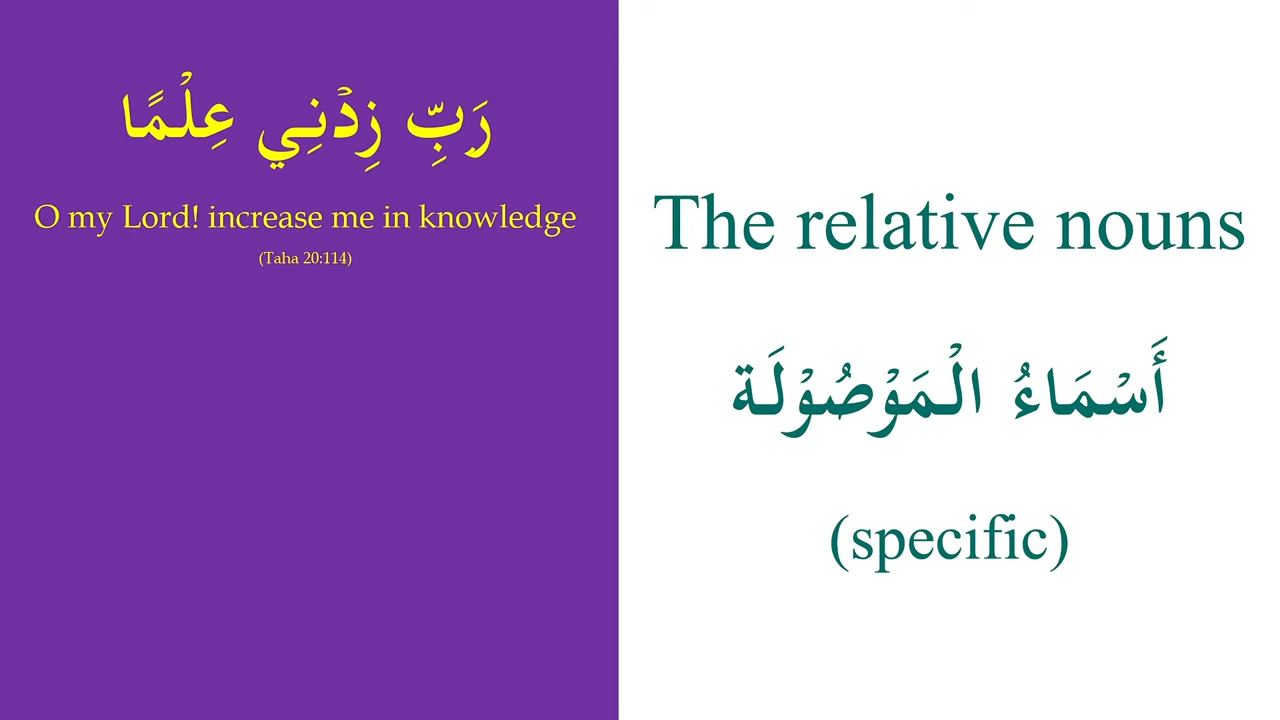 رَبِّ زِدْنِي عِلْمًا
O my Lord! increase me in knowledge
(Taha 20:114)
The relative nouns
أَسْمَاءُ الْمَوْصُوْلَة
(specific)